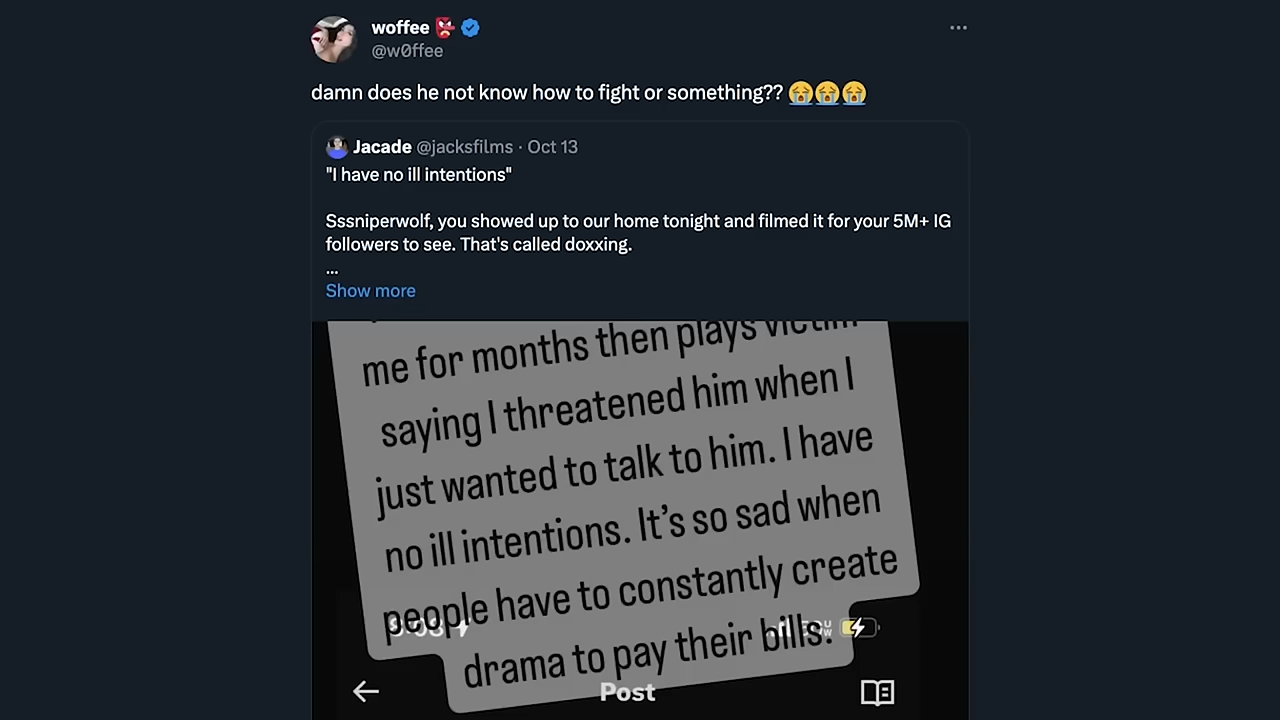 woffee 👺
@w0ffee
damn does he not know how to fight or something?? 😭😭😭
Jacade @jacksfilms · Oct 13
"I have no ill intentions"
Sssniperwolf, you showed up to our home tonight and filmed it for your 5M+ IG
followers to see. That's called doxxing.
...
Show more
me for months then plays victim
saying I threatened him when I
just wanted to talk to him. I have
no ill intentions. It's so sad when
people have to constantly create
drama to pay their bills.
Post